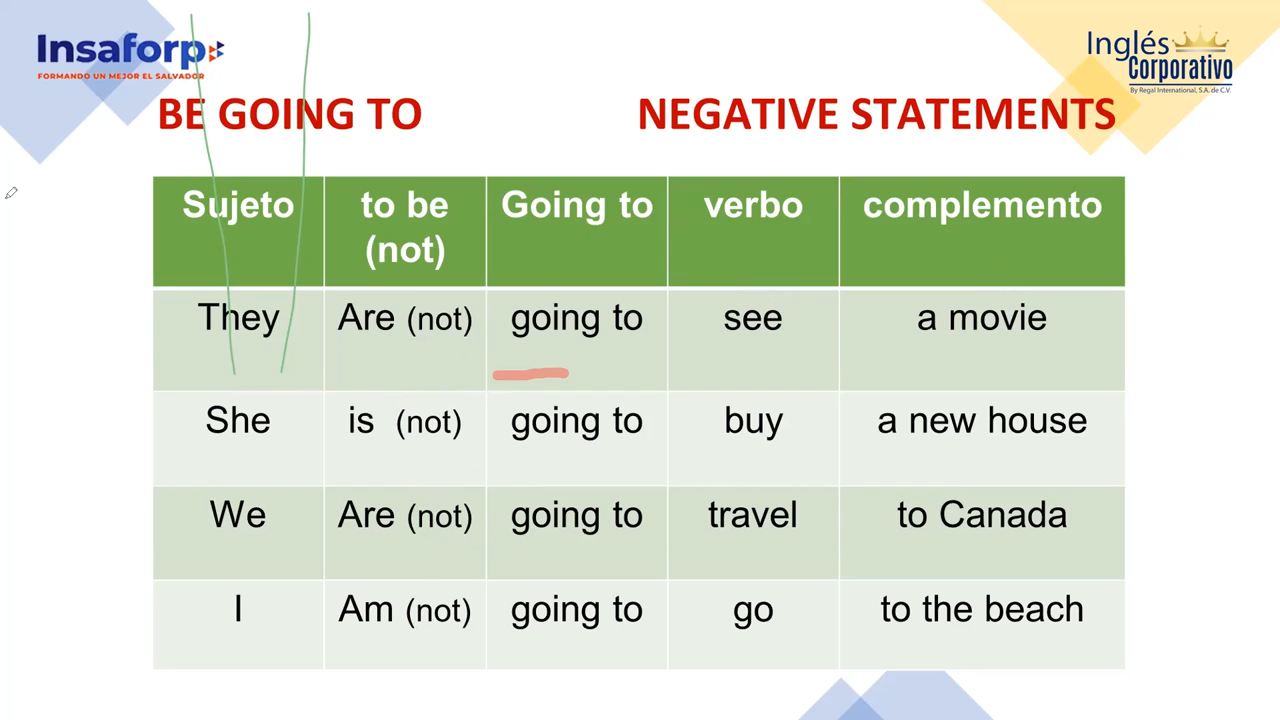 Insaforp
FORMANDO UN MEJOR EL SALVADOR
Inglés
Corporativo
By Regal International, S.A. de C.V.
BE GOING TO
NEGATIVE STATEMENTS
Sujeto to be (not) Going to verbo complemento
They Are (not) going to see a movie
She is (not) going to buy a new house
We Are (not) going to travel to Canada
I Am (not) going to go to the beach